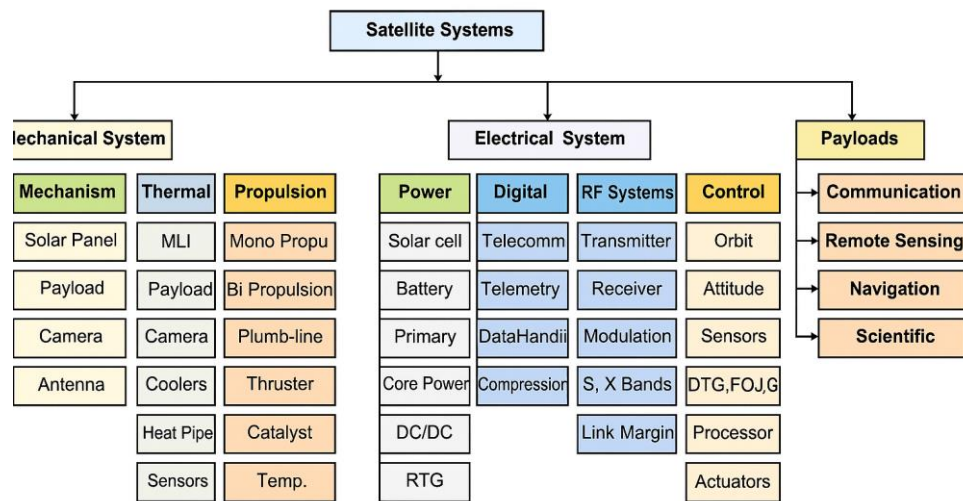 Satellite Systems
lechanical System
Electrical System
Payloads
Mechanism
Solar Panel
Payload
Camera
Antenna
Thermal
MLI
Payload
Camera
Coolers
Heat Pipe
Sensors
Propulsion
Mono Propu
Bi Propulsion
Plumb-line
Thruster
Catalyst
Temp.
Power
Solar cell
Battery
Primary
Core Power
DC/DC
RTG
Digital
Telecomm
Telemetry
DataHandii
Compression
RF Systems
Transmitter
Receiver
Modulation
S, X Bands
Link Margin
Control
Orbit
Attitude
Sensors
DTG,FOJ,G
Processor
Actuators
Communication
Remote Sensing
Navigation
Scientific